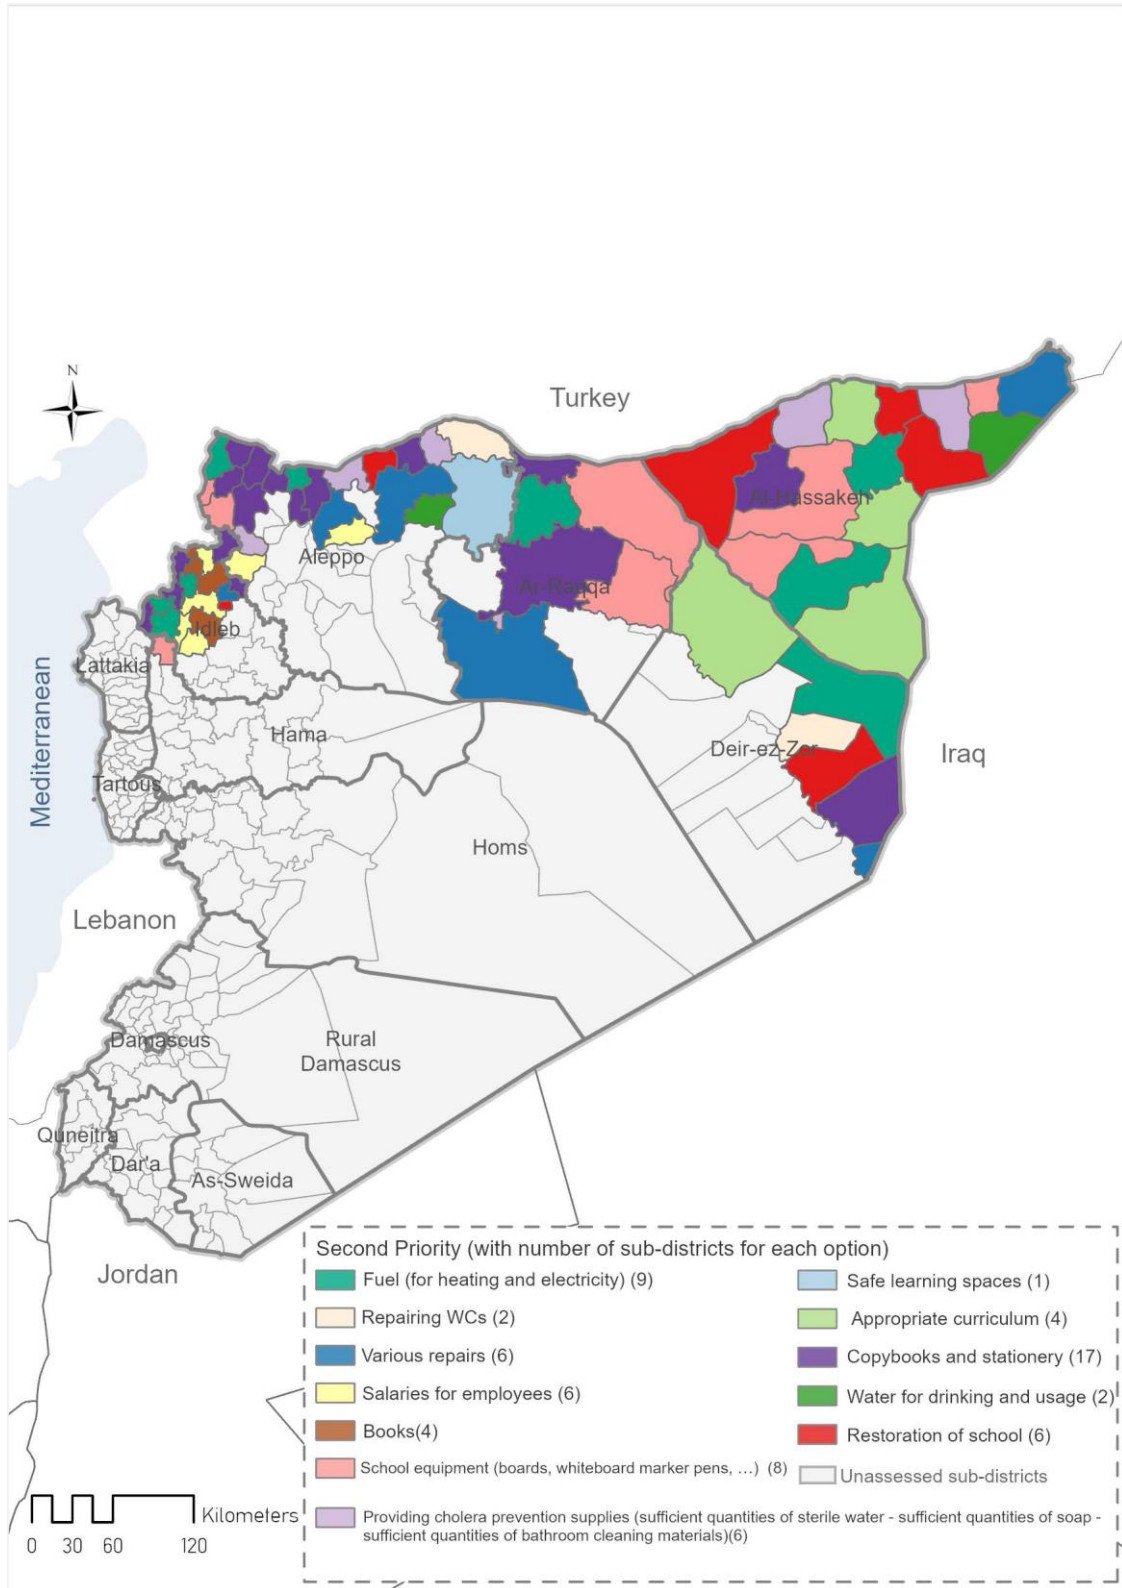 N
Turkey
Al-Hassakeh
Aleppo
Ar-Raqqa
Idleb
Lattakia
Hama
Deir-ez-Zor
Iraq
Tartous
Mediterranean
Homs
Lebanon
Damascus
Rural
Damascus
Quneitra
Dar'a
As-Sweida
Jordan
Second Priority (with number of sub-districts for each option)
Fuel (for heating and electricity) (9)
Repairing WCs (2)
Various repairs (6)
Salaries for employees (6)
Books(4)
School equipment (boards, whiteboard marker pens, …) (8)
Safe learning spaces (1)
Appropriate curriculum (4)
Copybooks and stationery (17)
Water for drinking and usage (2)
Restoration of school (6)
Unassessed sub-districts
Providing cholera prevention supplies (sufficient quantities of sterile water - sufficient quantities of soap -
sufficient quantities of bathroom cleaning materials)(6)
Kilometers
0 30 60 120